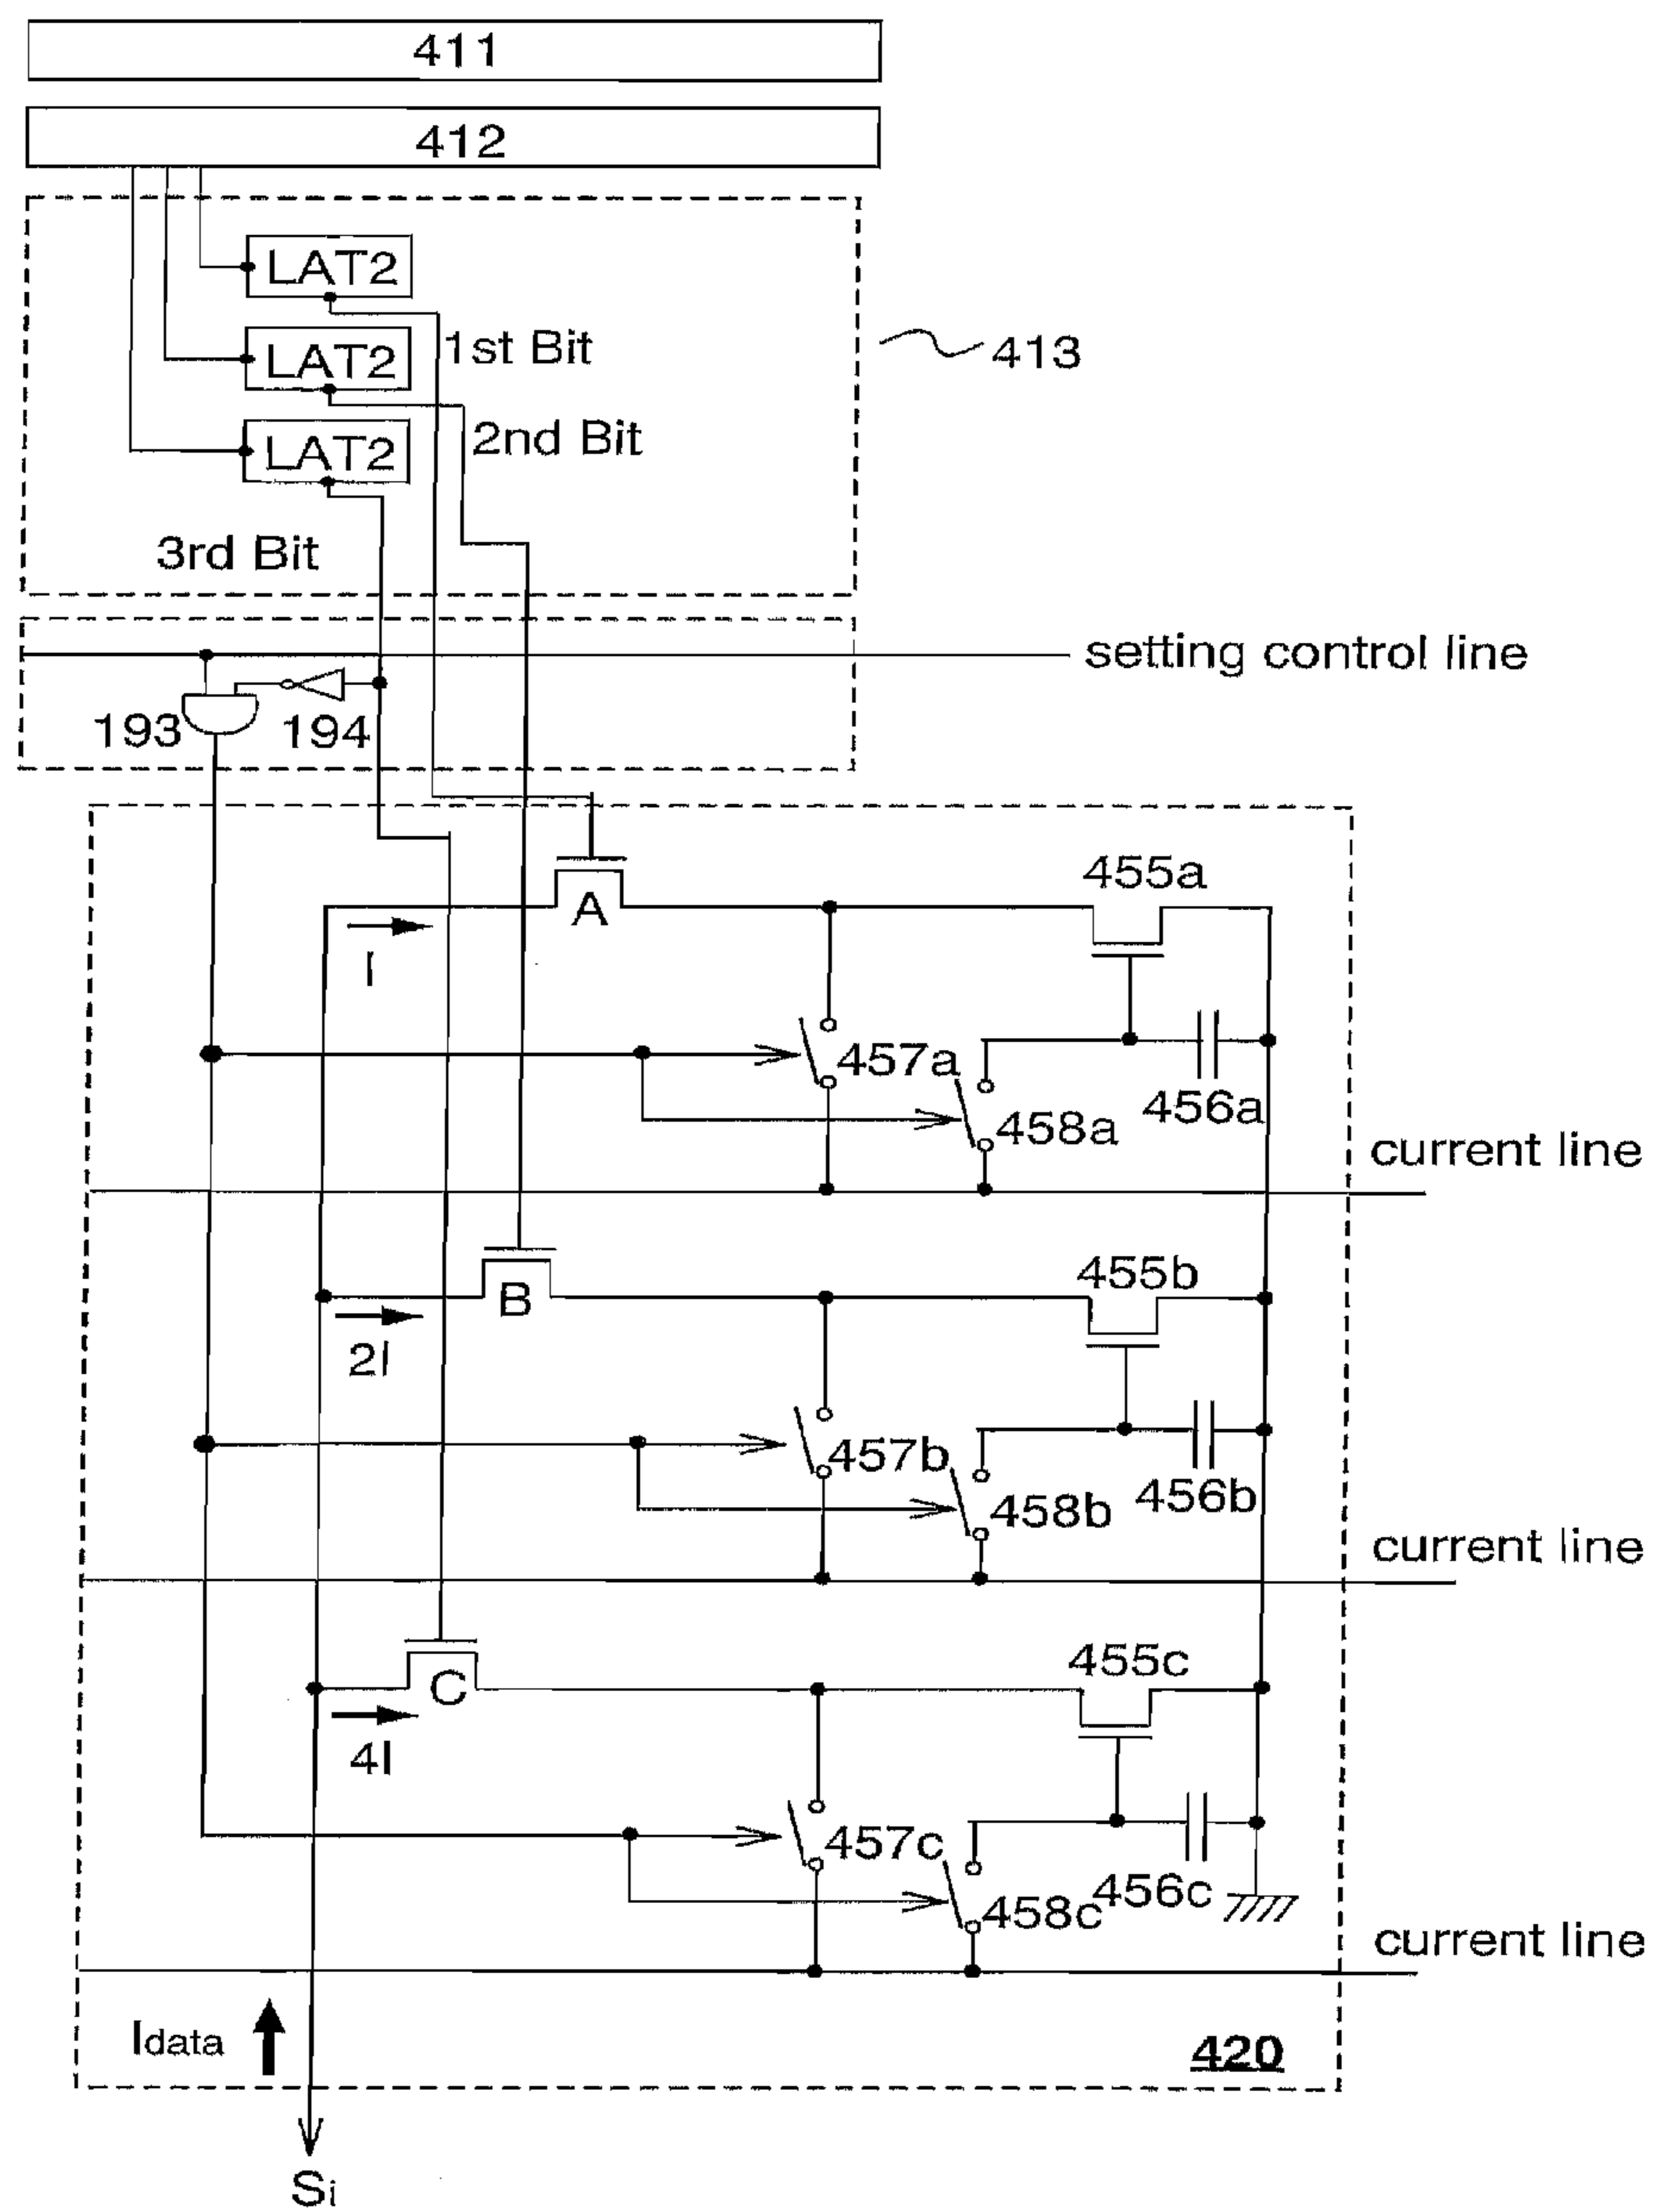 411
412
LAT2
1st Bit
LAT2
413
2nd Bit
LAT2
3rd Bit
setting control line
193
194
455a
A
I
457a
456a
458a
current line
455b
B
2I
457b
456b
458b
current line
455c
C
4I
457c
456c
458c
current line
Idata
420
Si